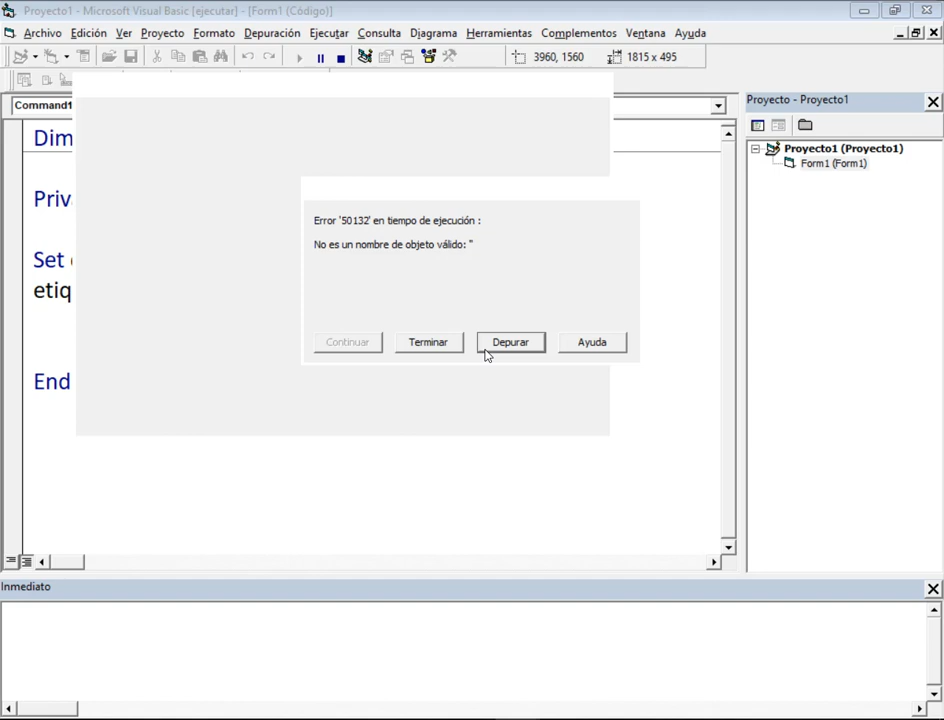 Proyecto1 - Microsoft Visual Basic [ejecutar] - [Form1 (Código)]
Archivo Edición Ver Proyecto Formato Depuración Ejecutar Consulta Diagrama Herramientas Complementos Ventana Ayuda
3960, 1560 1815 x 495
Command1
Proyecto - Proyecto1
Dim
Proyecto1 (Proyecto1)
Form1 (Form1)
Priva
Error '50132' en tiempo de ejecución :
No es un nombre de objeto válido: ''
Set
etiq
Continuar Terminar Depurar Ayuda
End
Inmediato